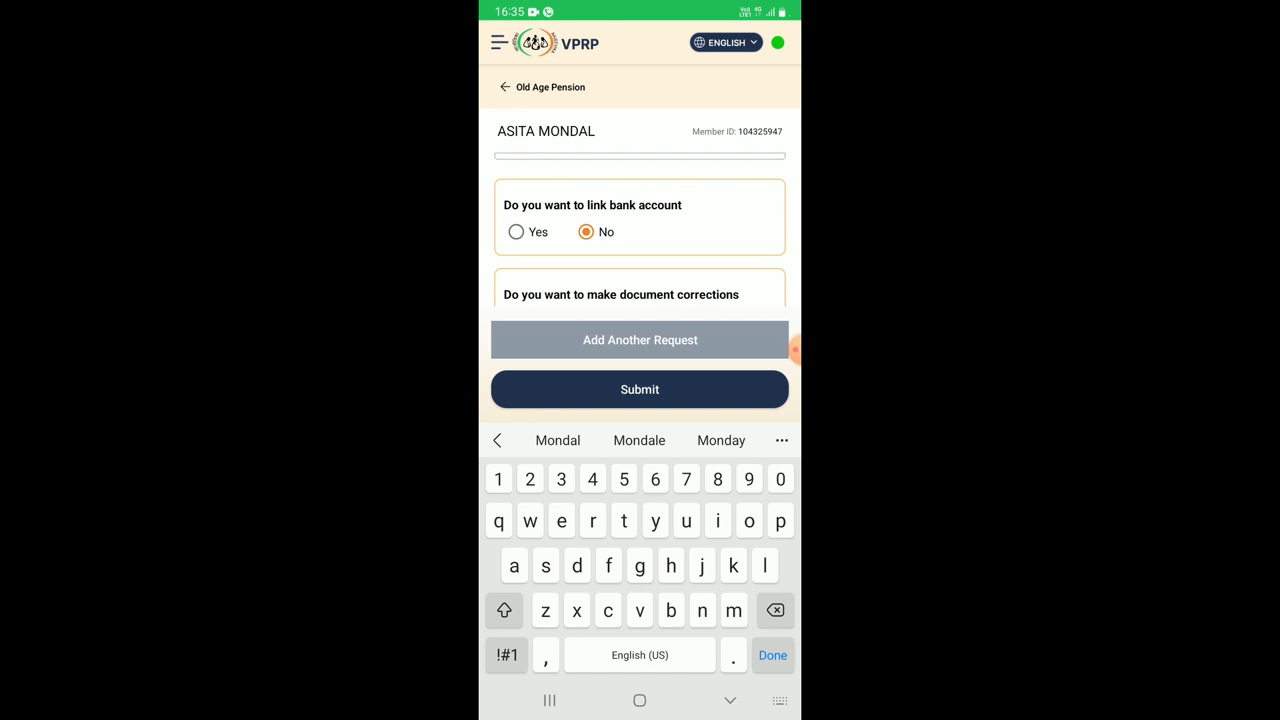 16:35
VoLTE1 4G
VPRP
ENGLISH
Old Age Pension
ASITA MONDAL
Member ID: 104325947
Do you want to link bank account
Yes No
Do you want to make document corrections
Add Another Request
Submit
Mondal Mondale Monday
1 2 3 4 5 6 7 8 9 0
q w e r t y u i o p
a s d f g h j k l
z x c v b n m
!#1 , English (US) . Done